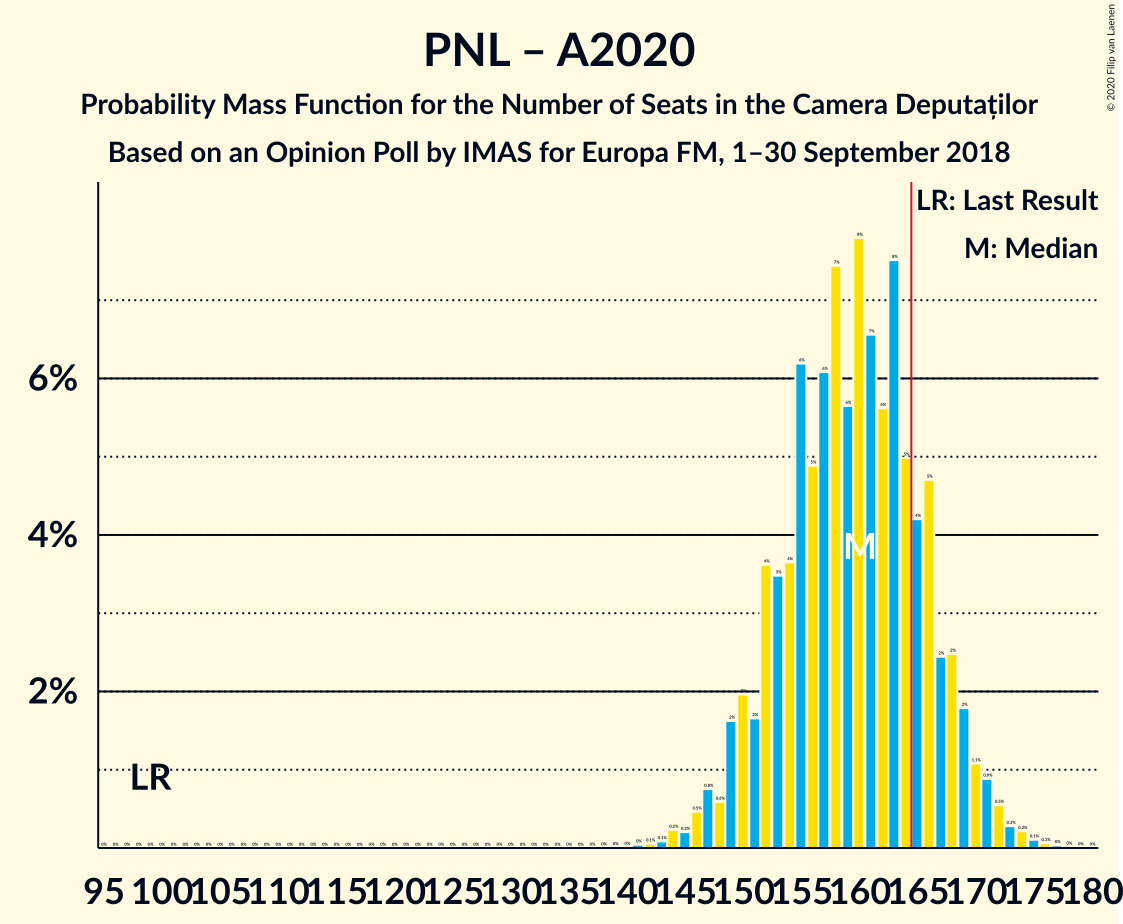 PNL – A2020
Probability Mass Function for the Number of Seats in the Camera Deputaților
Based on an Opinion Poll by IMAS for Europa FM, 1–30 September 2018
© 2020 Filip van Laenen
LR: Last Result
M: Median
6%
4%
2%
LR
M
95 100 105 110 115 120 125 130 135 140 145 150 155 160 165 170 175 180